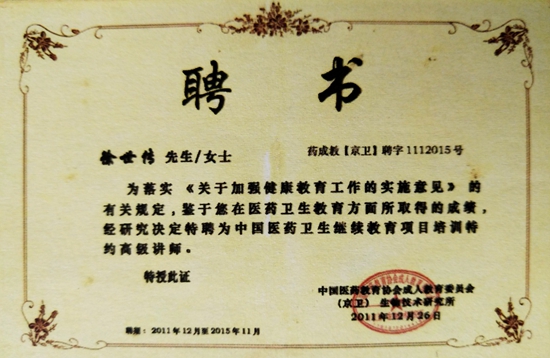 聘 书
徐世传 先生/女士
药成教【京卫】聘字1112015号
为落实《关于加强健康教育工作的实施意见》的
有关规定，鉴于您在医药卫生教育方面所取得的成绩，
经研究决定特聘为中国医药卫生继续教育项目培训特
约高级讲师。
特授此证
中国医药教育协会成人教育委员会
（京卫）生物技术研究所
2011年12月26日
聘期：2011年12月至2015年11月